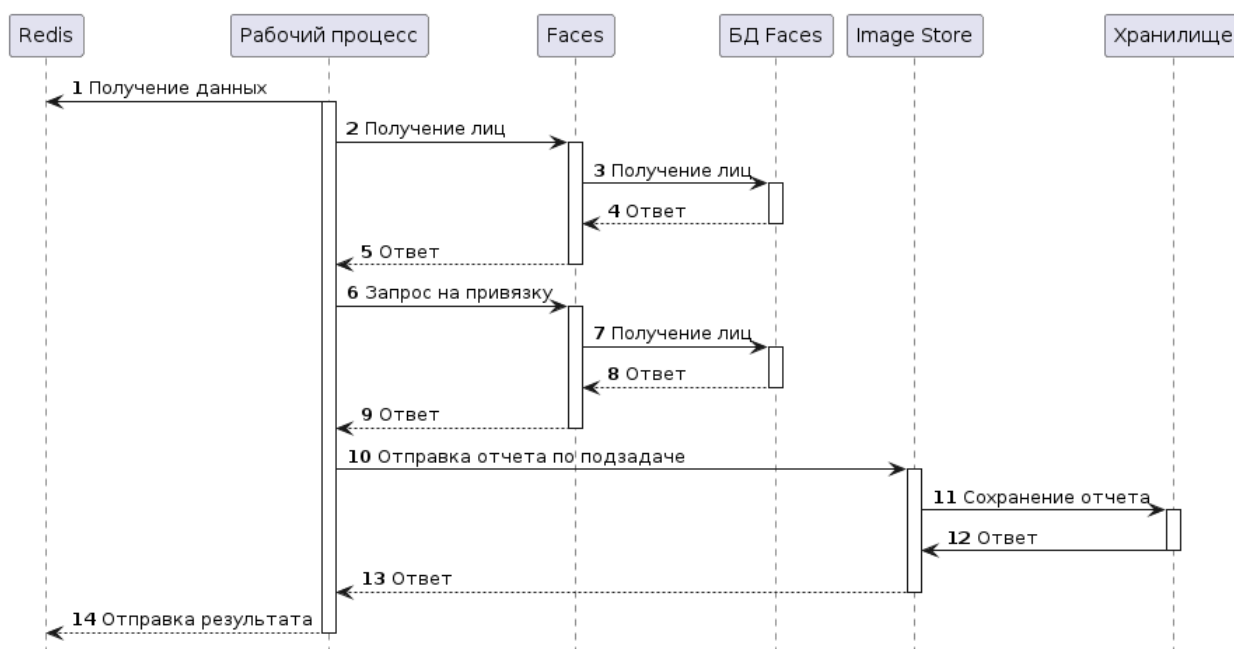 Redis
Рабочий процесс
Faces
БД Faces
Image Store
Хранилище
1 Получение данных
2 Получение лиц
3 Получение лиц
4 Ответ
5 Ответ
6 Запрос на привязку
7 Получение лиц
8 Ответ
9 Ответ
10 Отправка отчета по подзадаче
11 Сохранение отчета
12 Ответ
13 Ответ
14 Отправка результата